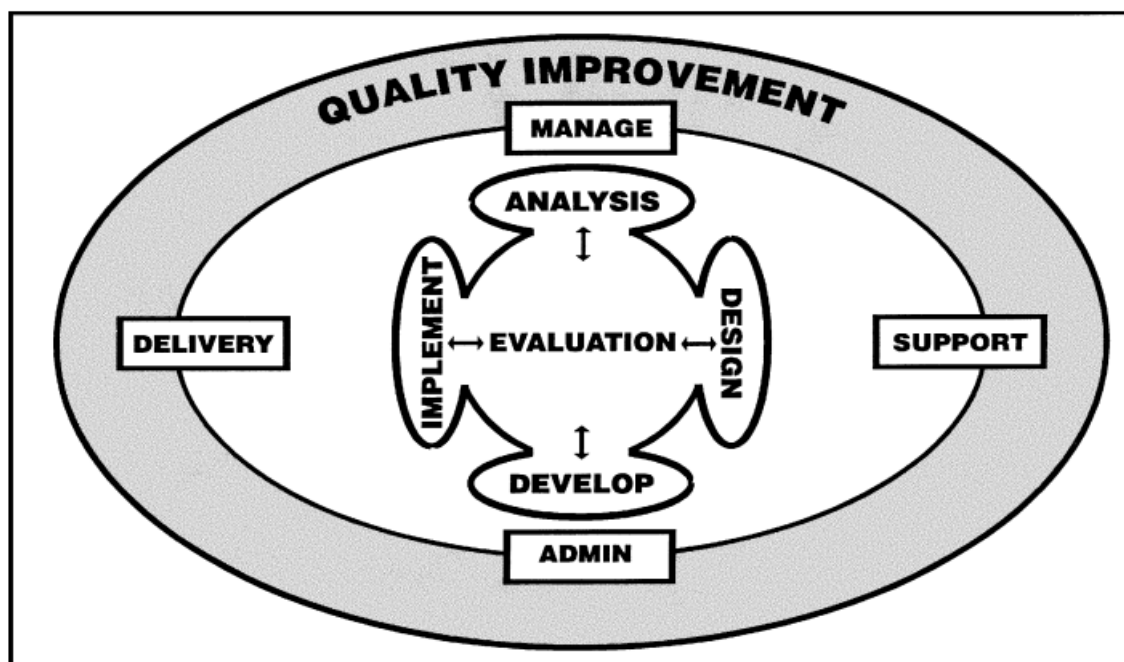 QUALITY IMPROVEMENT
MANAGE
ANALYSIS
IMPLEMENT
DESIGN
DELIVERY
EVALUATION
SUPPORT
DEVELOP
ADMIN